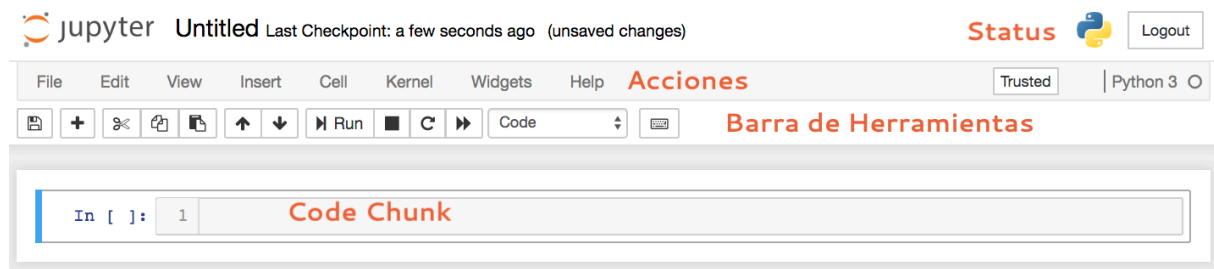 jupyter Untitled Last Checkpoint: a few seconds ago (unsaved changes) Status Logout
File Edit View Insert Cell Kernel Widgets Help Acciones Trusted Python 3
Run Code Barra de Herramientas
In [ ]: 1 Code Chunk